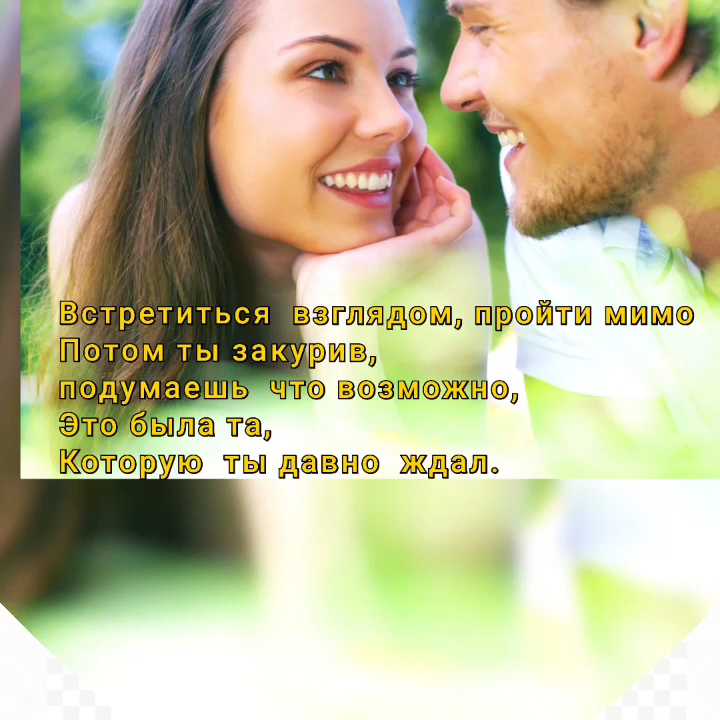 Встретиться взглядом, пройти мимо
Потом ты закурив,
подумаешь что возможно,
Это была та,
Которую ты давно ждал.